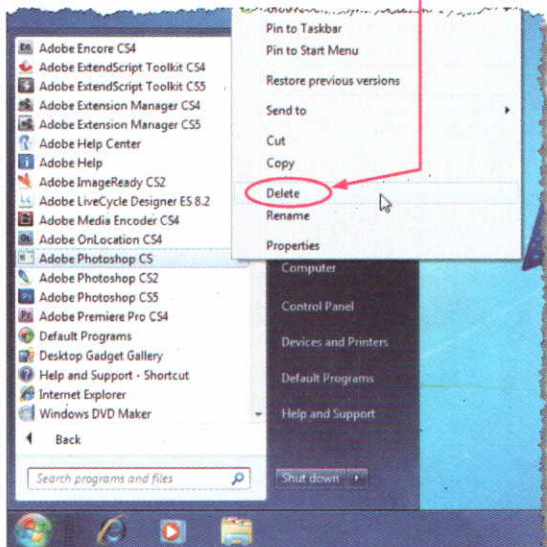 Pin to Taskbar
Pin to Start Menu
Restore previous versions
Send to
Cut
Copy
Delete
Rename
Properties
Adobe Encore CS4
Adobe ExtendScript Toolkit CS4
Adobe ExtendScript Toolkit CS5
Adobe Extension Manager CS4
Adobe Extension Manager CS5
Adobe Help Center
Adobe Help
Adobe ImageReady CS2
Adobe LiveCycle Designer ES 8.2
Adobe Media Encoder CS4
Adobe OnLocation CS4
Adobe Photoshop CS
Adobe Photoshop CS2
Adobe Photoshop CS5
Adobe Premiere Pro CS4
Default Programs
Desktop Gadget Gallery
Help and Support - Shortcut
Internet Explorer
Windows DVD Maker
Back
Search programs and files
Computer
Control Panel
Devices and Printers
Default Programs
Help and Support
Shut down